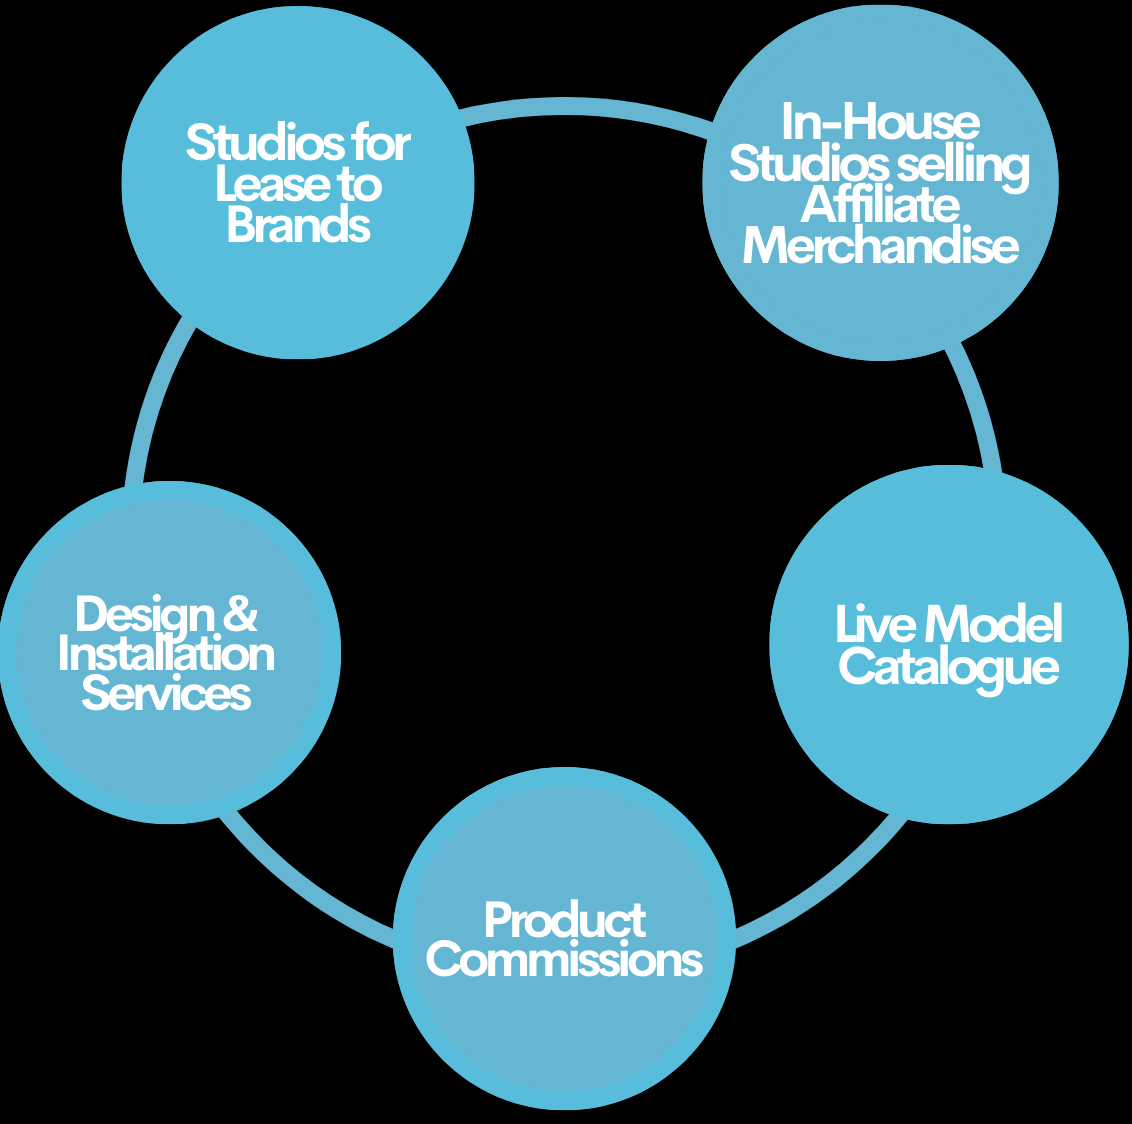 Studios for
Lease to
Brands
In-House
Studios selling
Affiliate
Merchandise
Live Model
Catalogue
Product
Commissions
Design &
Installation
Services